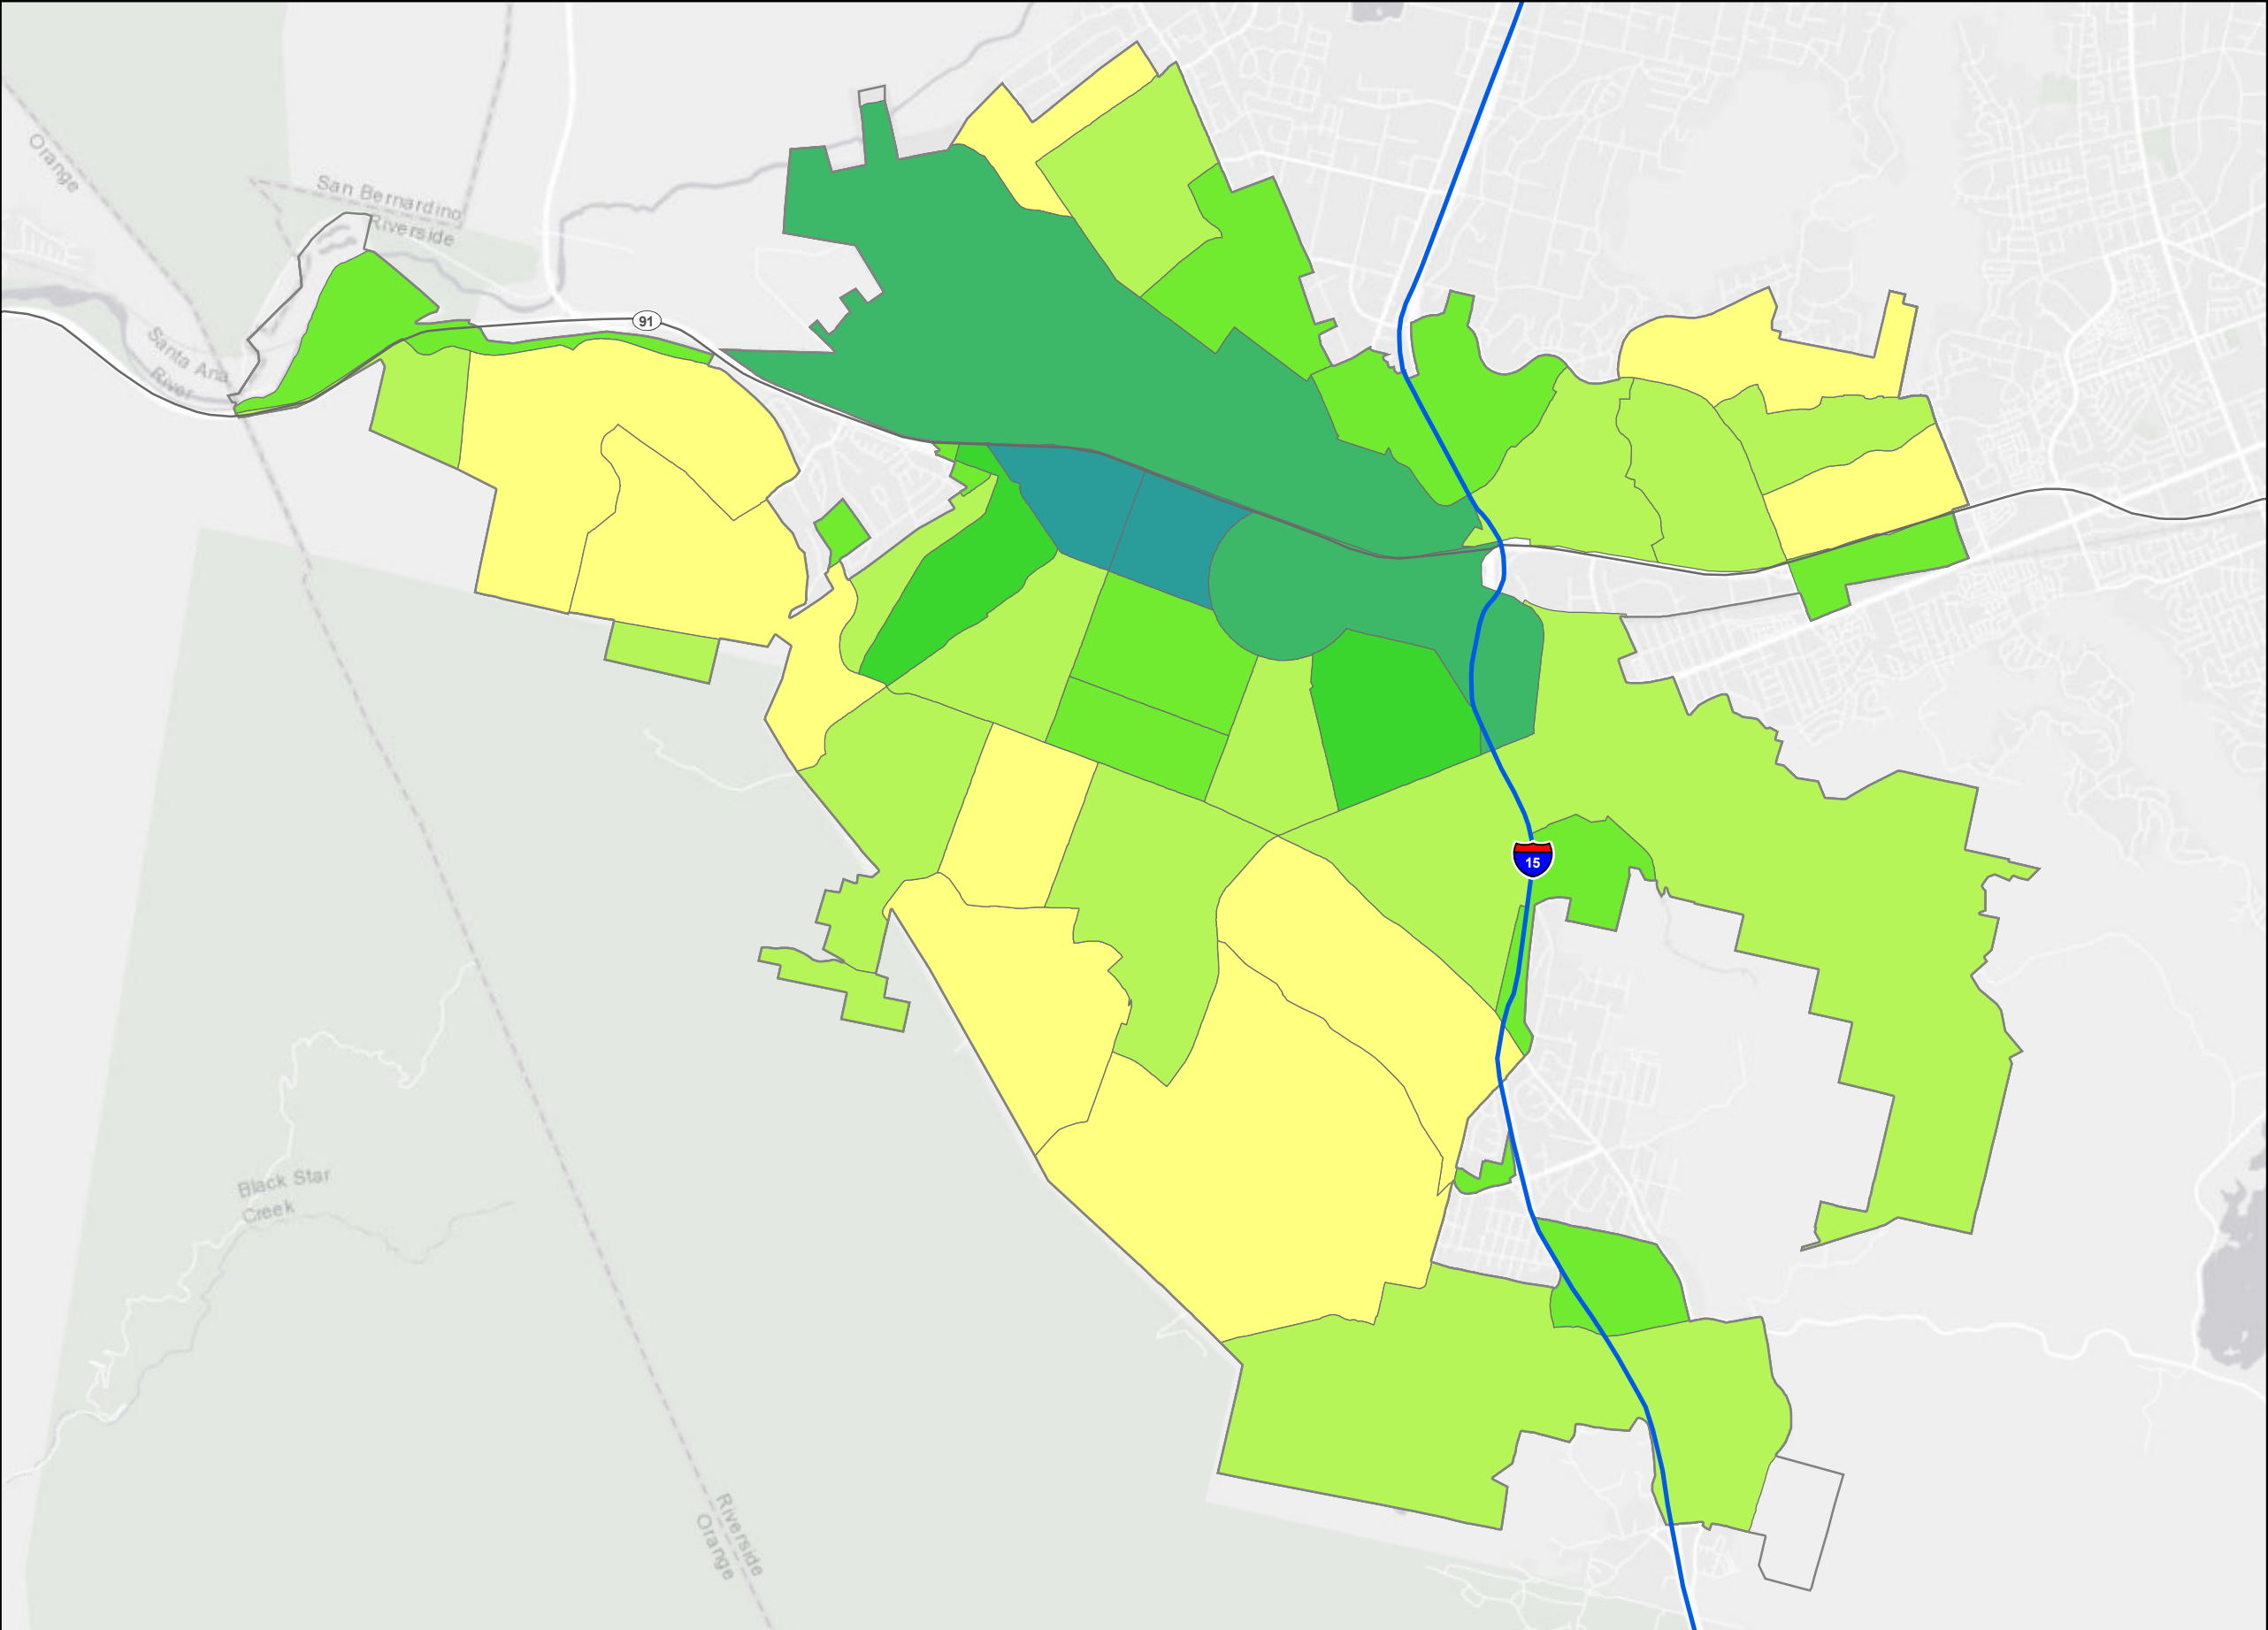 Orange
San Bernardino
Riverside
91
Santa Ana
River
15
Black Star
Creek
Riverside
Orange